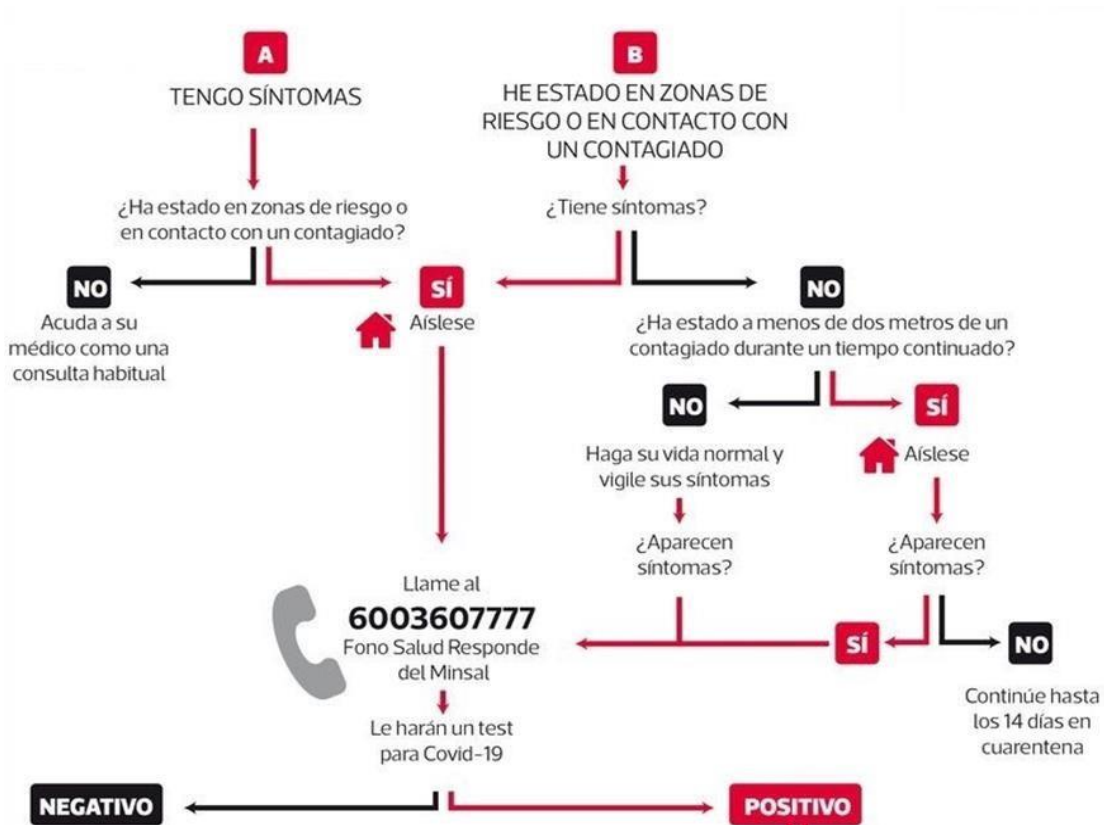 A
TENGO SÍNTOMAS
¿Ha estado en zonas de riesgo o
en contacto con un contagiado?
NO
Acuda a su
médico como una
consulta habitual
SÍ
Aíslese
B
HE ESTADO EN ZONAS DE
RIESGO O EN CONTACTO CON
UN CONTAGIADO
¿Tiene síntomas?
NO
¿Ha estado a menos de dos metros de un
contagiado durante un tiempo continuado?
NO
Haga su vida normal y
vigile sus síntomas
¿Aparecen
síntomas?
SÍ
Aíslese
¿Aparecen
síntomas?
SÍ
NO
Continúe hasta
los 14 días en
cuarentena
Llame al
6003607777
Fono Salud Responde
del Minsal
Le harán un test
para Covid-19
NEGATIVO
POSITIVO